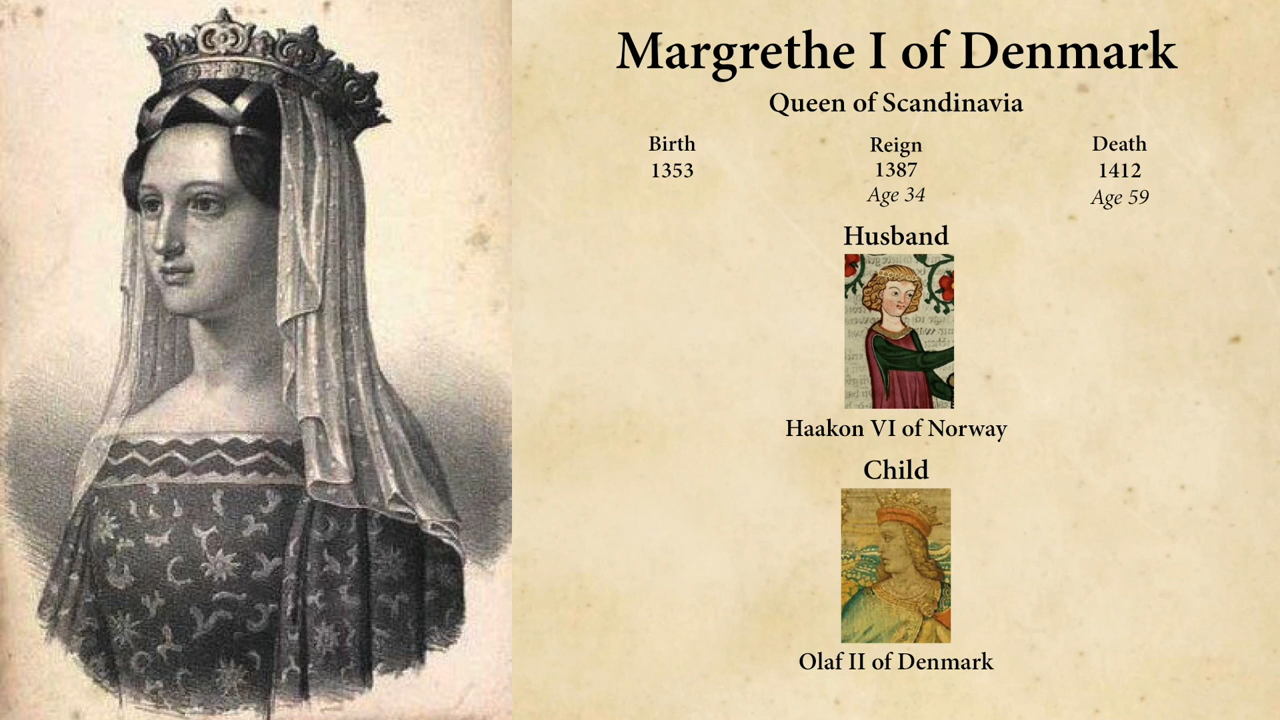 Margrethe I of Denmark
Queen of Scandinavia
Birth
1353
Reign
1387
Age 34
Death
1412
Age 59
Husband
Haakon VI of Norway
Child
Olaf II of Denmark